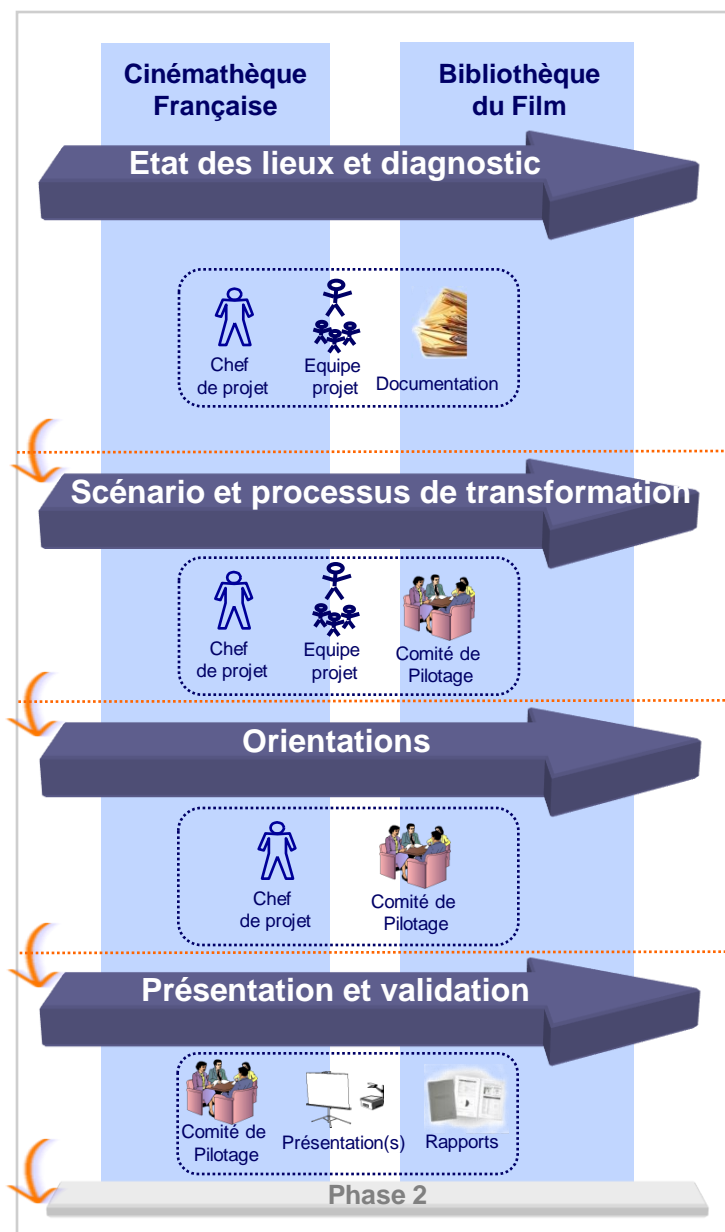 Cinémathèque
Française
Bibliothèque
du Film
Etat des lieux et diagnostic
Chef
de projet
Equipe
projet
Documentation
Scénario et processus de transformation
Chef
de projet
Equipe
projet
Comité de
Pilotage
Orientations
Chef
de projet
Comité de
Pilotage
Présentation et validation
Comité de
Pilotage
Présentation(s)
Rapports
Phase 2